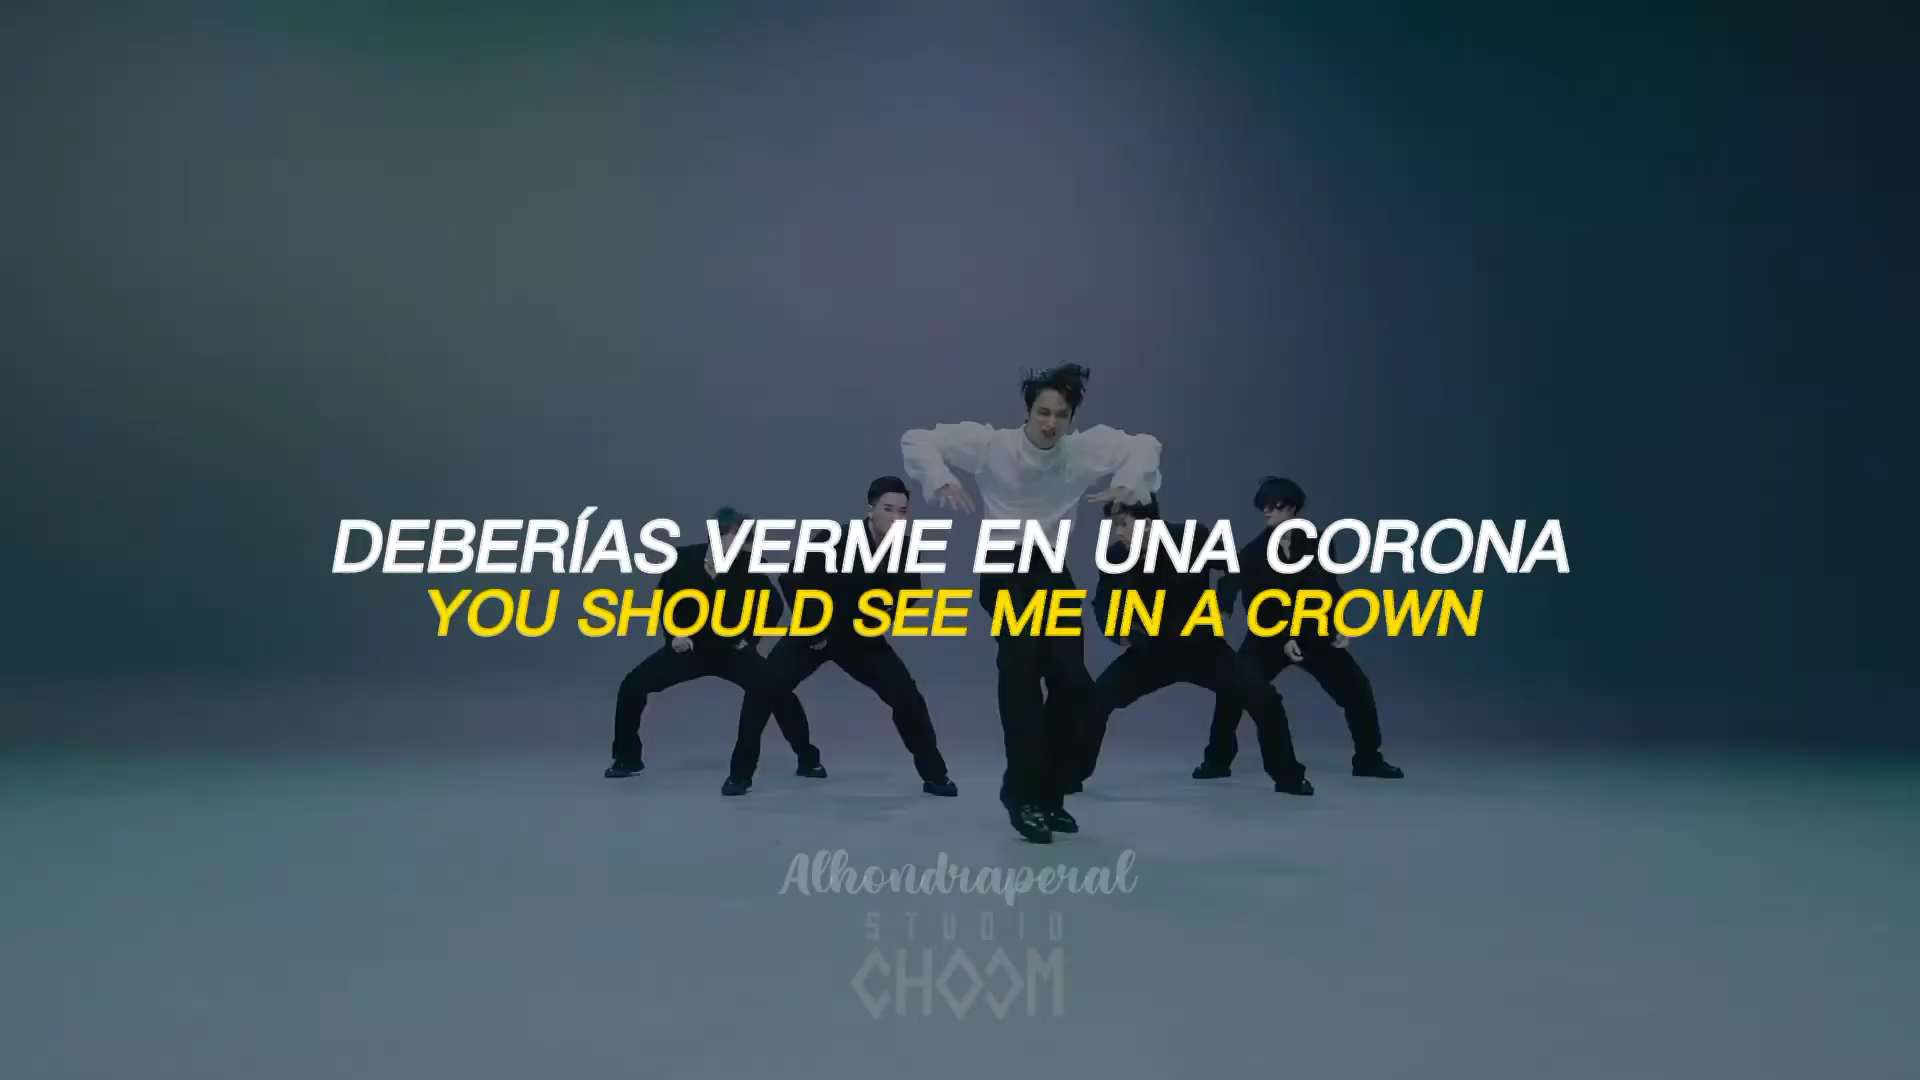 DEBERÍAS VERME EN UNA CORONA
YOU SHOULD SEE ME IN A CROWN
Alhondraperal
STUDIO
CHOOM